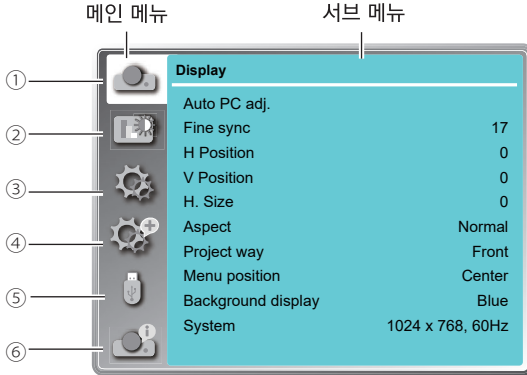 메인 메뉴 서브 메뉴
① Display
Auto PC adj.
② Fine sync 17
H Position 0
③ V Position 0
H. Size 0
④ Aspect Normal
Project way Front
Menu position Center
⑤ Background display Blue
System 1024 x 768, 60Hz
⑥